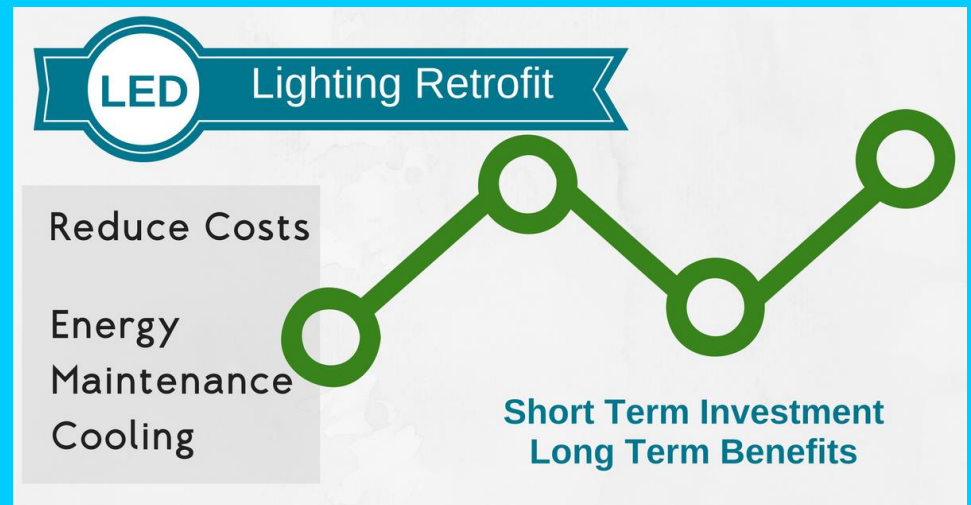 LED Lighting Retrofit
Reduce Costs
Energy
Maintenance
Cooling
Short Term Investment
Long Term Benefits